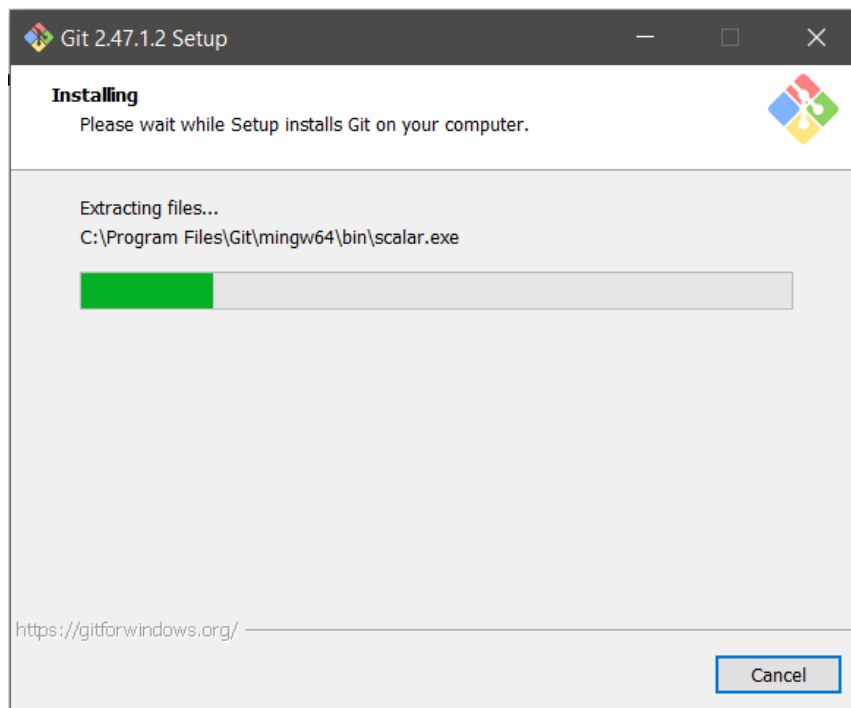 Git 2.47.1.2 Setup
Installing
Please wait while Setup installs Git on your computer.
Extracting files...
C:\Program Files\Git\mingw64\bin\scalar.exe
https://gitforwindows.org/
Cancel